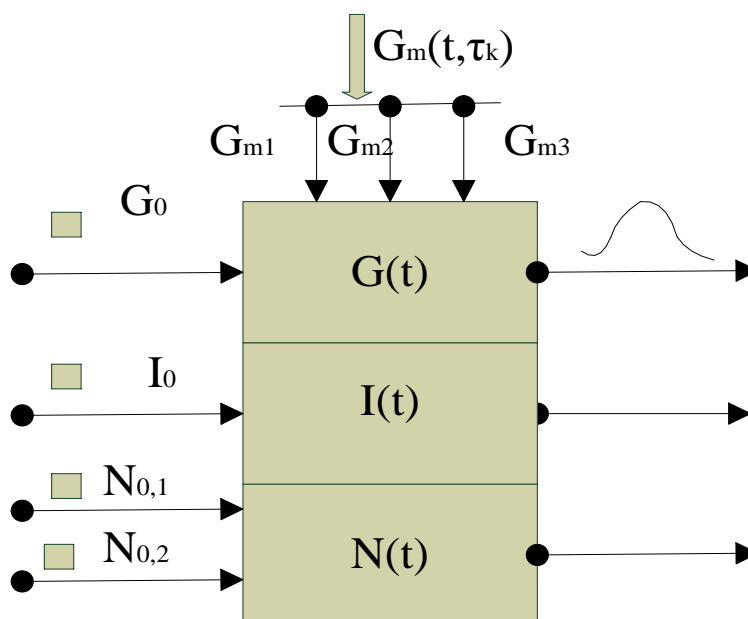 Gm(t,τk)
Gm1 Gm2 Gm3
G0
G(t)
I0
I(t)
N0,1
N0,2
N(t)